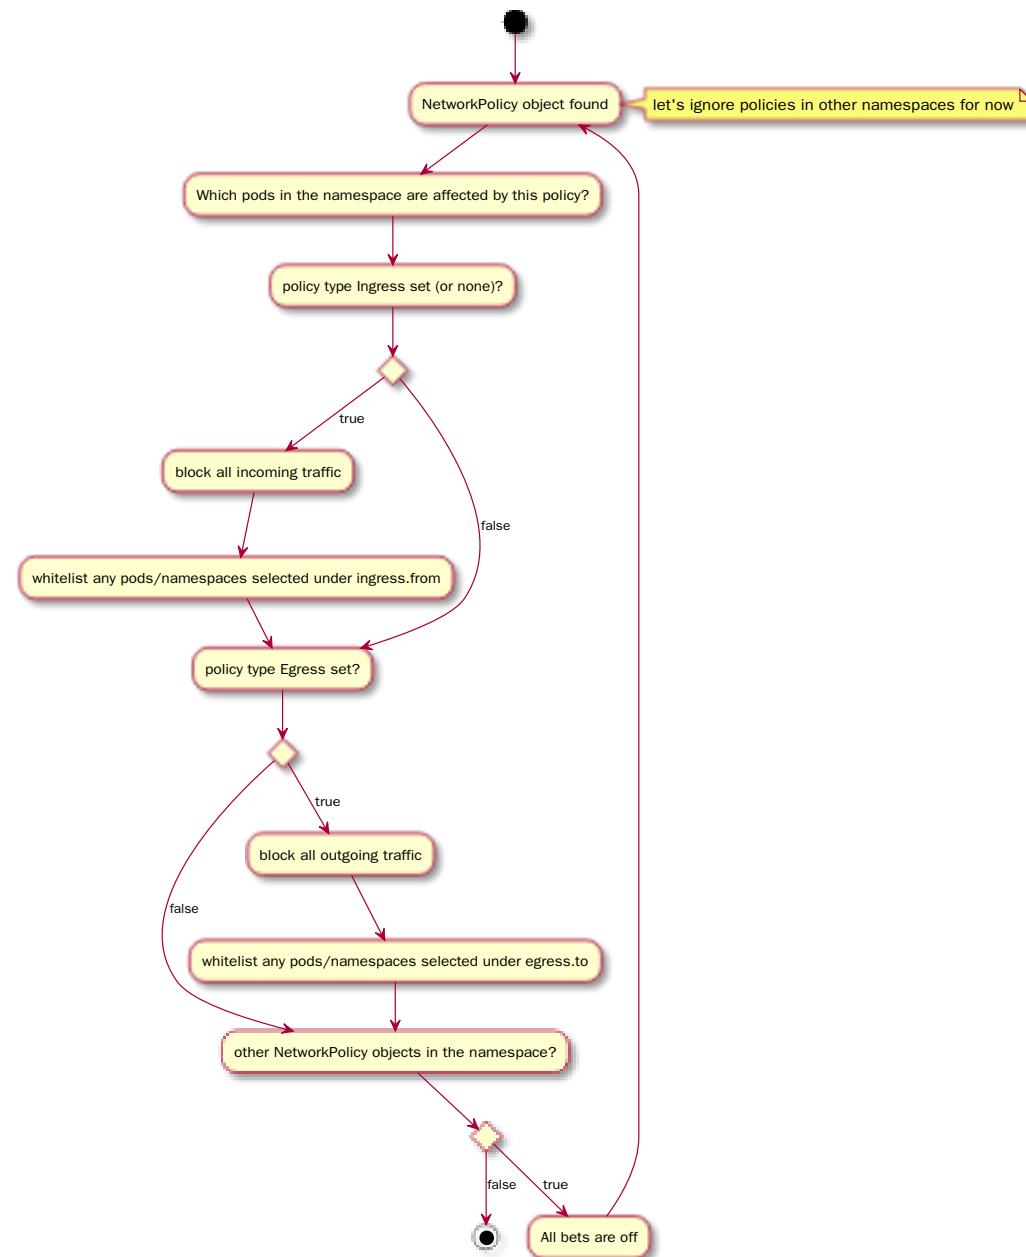 NetworkPolicy object found
let's ignore policies in other namespaces for now
Which pods in the namespace are affected by this policy?
policy type Ingress set (or none)?
true
block all incoming traffic
false
whitelist any pods/namespaces selected under ingress.from
policy type Egress set?
true
block all outgoing traffic
false
whitelist any pods/namespaces selected under egress.to
other NetworkPolicy objects in the namespace?
false
true
All bets are off